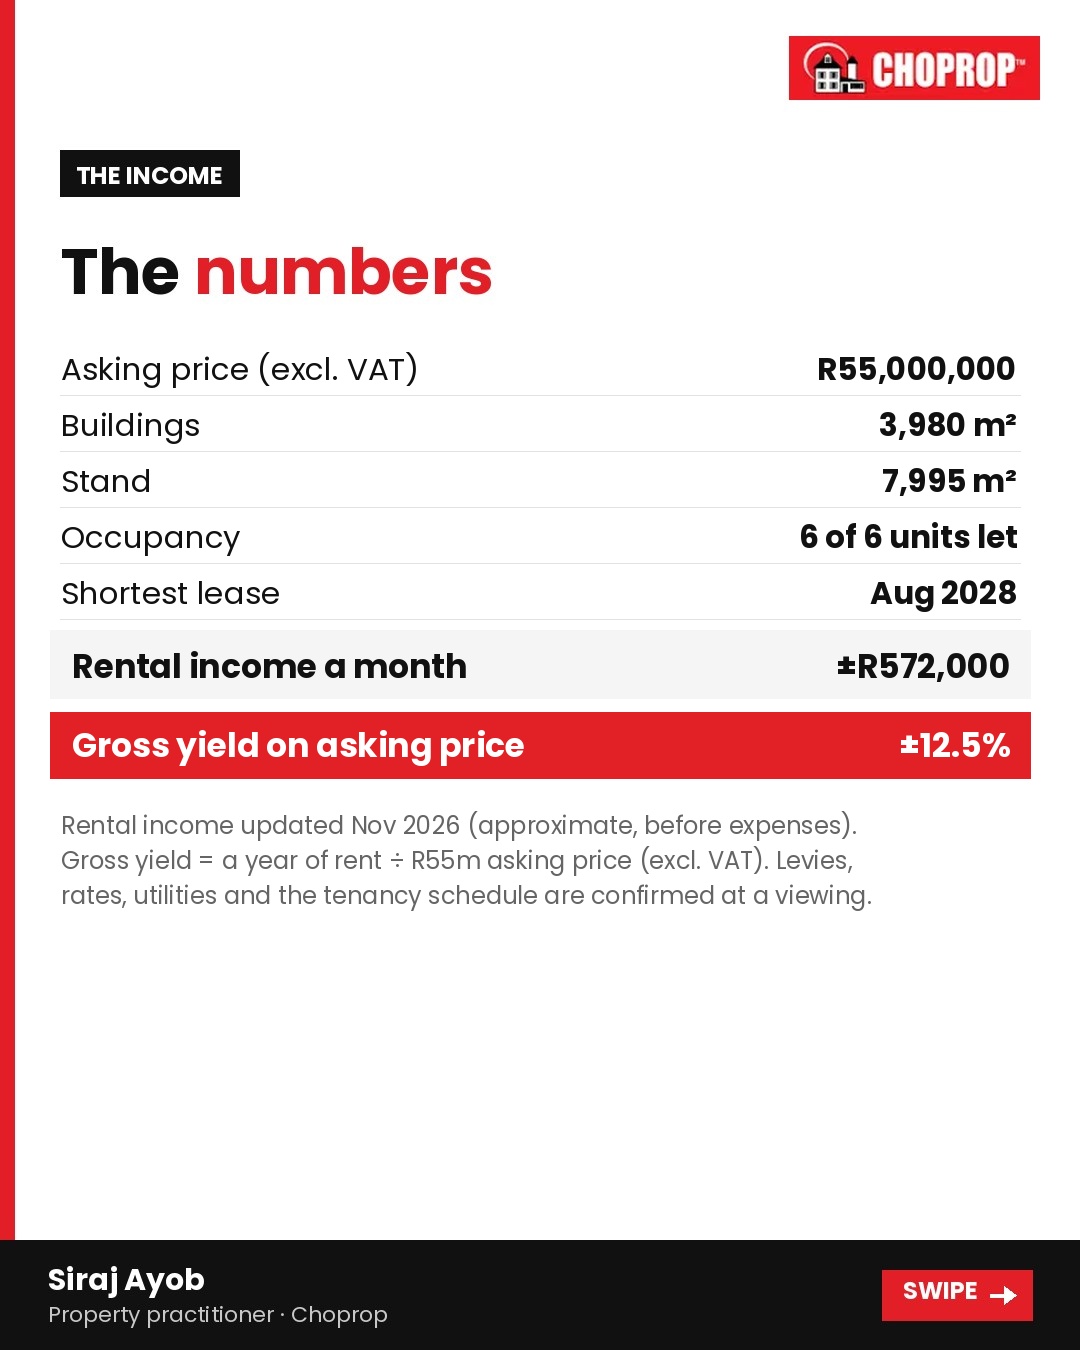 CHOPROP™
THE INCOME
The numbers
Asking price (excl. VAT) R55,000,000
Buildings 3,980 m²
Stand 7,995 m²
Occupancy 6 of 6 units let
Shortest lease Aug 2028
Rental income a month ±R572,000
Gross yield on asking price ±12.5%
Rental income updated Nov 2026 (approximate, before expenses).
Gross yield = a year of rent ÷ R55m asking price (excl. VAT). Levies,
rates, utilities and the tenancy schedule are confirmed at a viewing.
Siraj Ayob
Property practitioner · Choprop
SWIPE →